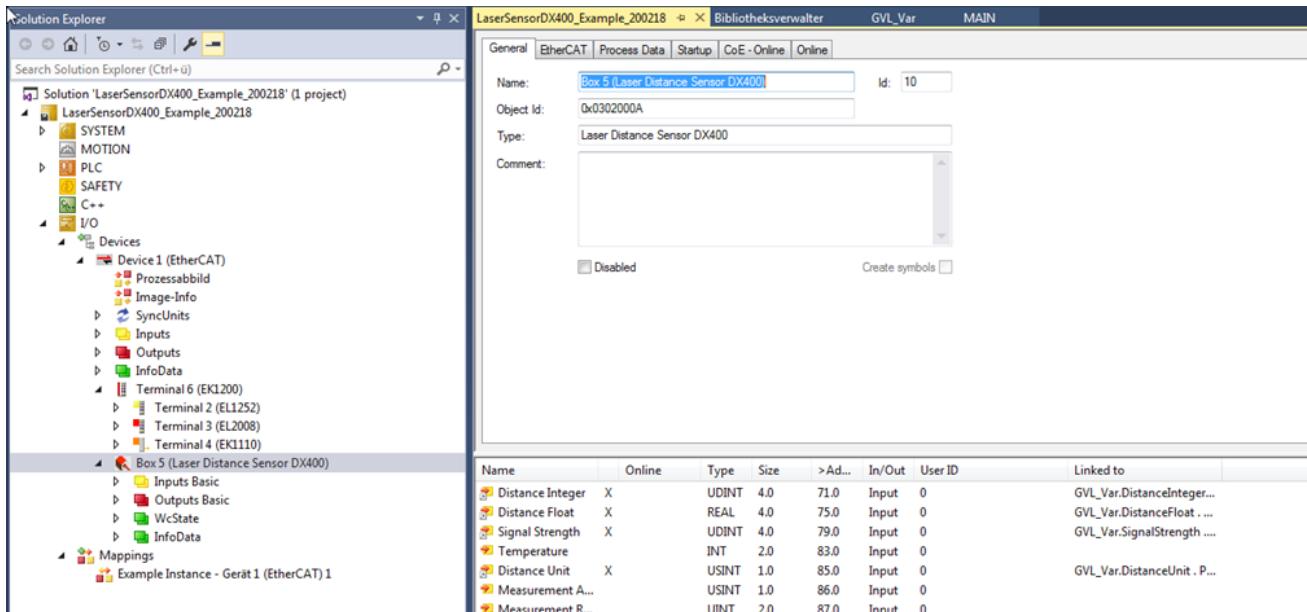 Solution Explorer
Search Solution Explorer (Ctrl+ü)
Solution 'LaserSensorDX400_Example_200218' (1 project)
LaserSensorDX400_Example_200218
SYSTEM
MOTION
PLC
SAFETY
C++
I/O
Devices
Device 1 (EtherCAT)
Prozessabbild
Image-Info
SyncUnits
Inputs
Outputs
InfoData
Terminal 6 (EK1200)
Terminal 2 (EL1252)
Terminal 3 (EL2008)
Terminal 4 (EK1110)
Box 5 (Laser Distance Sensor DX400)
Inputs Basic
Outputs Basic
WcState
InfoData
Mappings
Example Instance - Gerät 1 (EtherCAT) 1
LaserSensorDX400_Example_200218 Bibliotheksverwalter GVL_Var MAIN
General EtherCAT Process Data Startup CoE - Online Online
Name: Box 5 (Laser Distance Sensor DX400) Id: 10
Object Id: 0x0302000A
Type: Laser Distance Sensor DX400
Comment:
Disabled Create symbols
Name Online Type Size >Ad... In/Out User ID Linked to
Distance Integer X UDINT 4.0 71.0 Input 0 GVL_Var.DistanceInteger...
Distance Float X REAL 4.0 75.0 Input 0 GVL_Var.DistanceFloat . ...
Signal Strength X UDINT 4.0 79.0 Input 0 GVL_Var.SignalStrength ....
Temperature INT 2.0 83.0 Input 0
Distance Unit X USINT 1.0 85.0 Input 0 GVL_Var.DistanceUnit . P...
Measurement A... USINT 1.0 86.0 Input 0
Measurement R... UINT 2.0 87.0 Input 0